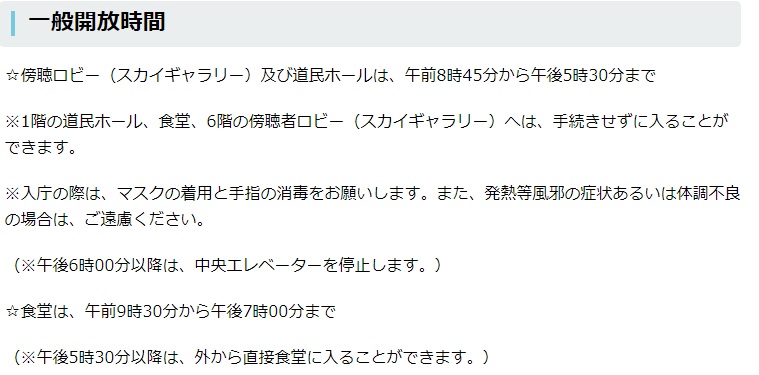 一般開放時間
☆傍聴ロビー（スカイギャラリー）及び道民ホールは、午前8時45分から午後5時30分まで
※1階の道民ホール、食堂、6階の傍聴者ロビー（スカイギャラリー）へは、手続きせずに入ることが
できます。
※入庁の際は、マスクの着用と手指の消毒をお願いします。また、発熱等風邪の症状あるいは体調不良
の場合は、ご遠慮ください。
（※午後6時00分以降は、中央エレベーターを停止します。）
☆食堂は、午前9時30分から午後7時00分まで
（※午後5時30分以降は、外から直接食堂に入ることができます。）